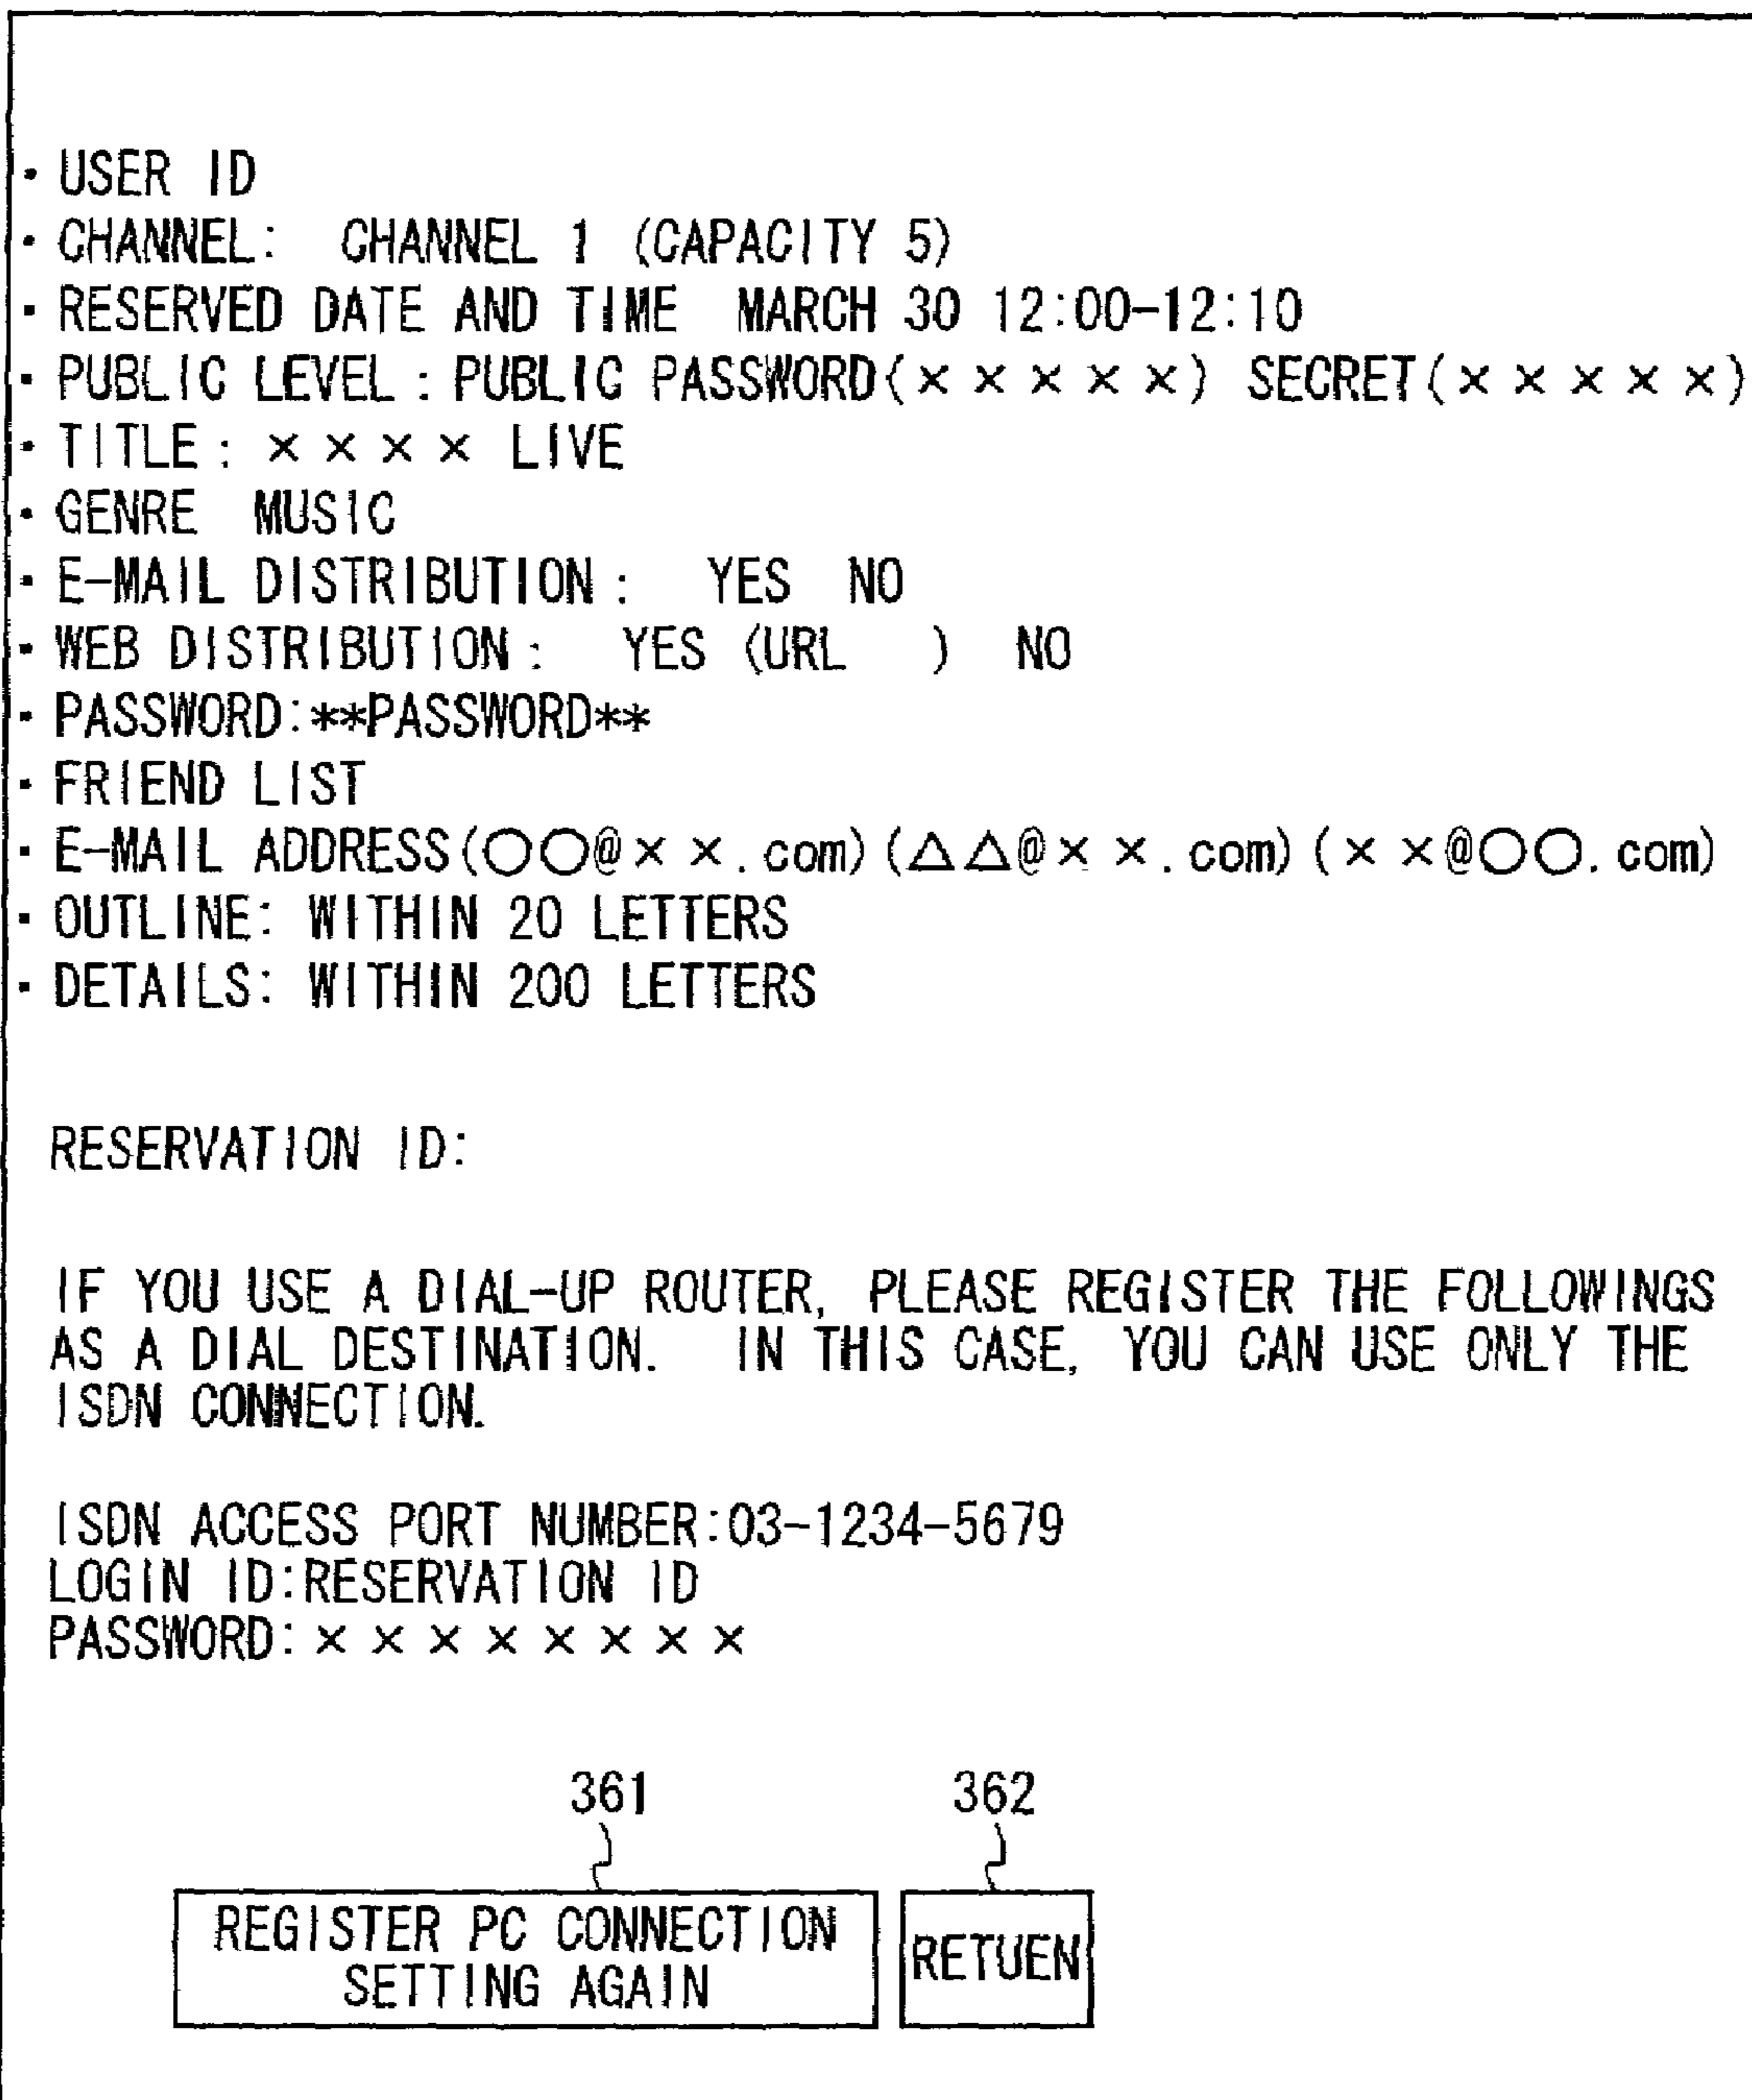 · USER ID
· CHANNEL: CHANNEL 1 (CAPACITY 5)
· RESERVED DATE AND TIME MARCH 30 12:00-12:10
· PUBLIC LEVEL: PUBLIC PASSWORD(×××××) SECRET(×××××)
· TITLE: ×××× LIVE
· GENRE MUSIC
· E-MAIL DISTRIBUTION: YES NO
· WEB DISTRIBUTION: YES (URL ) NO
· PASSWORD:**PASSWORD**
· FRIEND LIST
· E-MAIL ADDRESS(○○@××.com)(△△@××.com)(××@○○.com)
· OUTLINE: WITHIN 20 LETTERS
· DETAILS: WITHIN 200 LETTERS
RESERVATION ID:
IF YOU USE A DIAL-UP ROUTER, PLEASE REGISTER THE FOLLOWINGS
AS A DIAL DESTINATION. IN THIS CASE, YOU CAN USE ONLY THE
ISDN CONNECTION.
ISDN ACCESS PORT NUMBER:03-1234-5679
LOGIN ID:RESERVATION ID
PASSWORD:××××××××
361 362
REGISTER PC CONNECTION
SETTING AGAIN
RETUEN